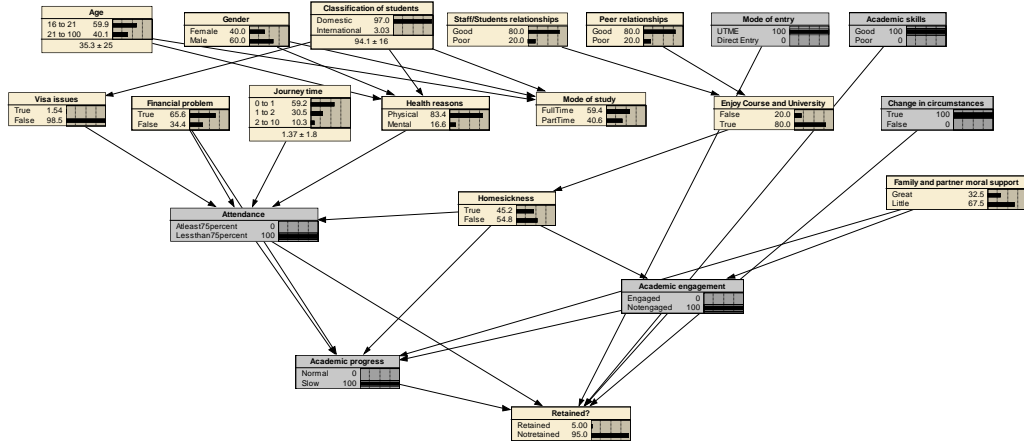 Age
16 to 21 59.9
21 to 100 40.1
35.3 ± 25
Gender
Female 40.0
Male 60.0
Classification of students
Domestic 97.0
International 3.03
94.1 ± 16
Staff/Students relationships
Good 80.0
Poor 20.0
Peer relationships
Good 80.0
Poor 20.0
Mode of entry
UTME 100
Direct Entry 0
Academic skills
Good 100
Poor 0
Visa issues
True 1.54
False 98.5
Financial problem
True 65.6
False 34.4
Journey time
0 to 1 59.2
1 to 2 30.5
2 to 10 10.3
1.37 ± 1.8
Health reasons
Physical 83.4
Mental 16.6
Mode of study
FullTime 59.4
PartTime 40.6
Enjoy Course and University
False 20.0
True 80.0
Change in circumstances
True 100
False 0
Family and partner moral support
Great 32.5
Little 67.5
Homesickness
True 45.2
False 54.8
Attendance
Atleast75percent 0
Lessthan75percent 100
Academic engagement
Engaged 0
Notengaged 100
Academic progress
Normal 0
Slow 100
Retained?
Retained 5.00
Notretained 95.0